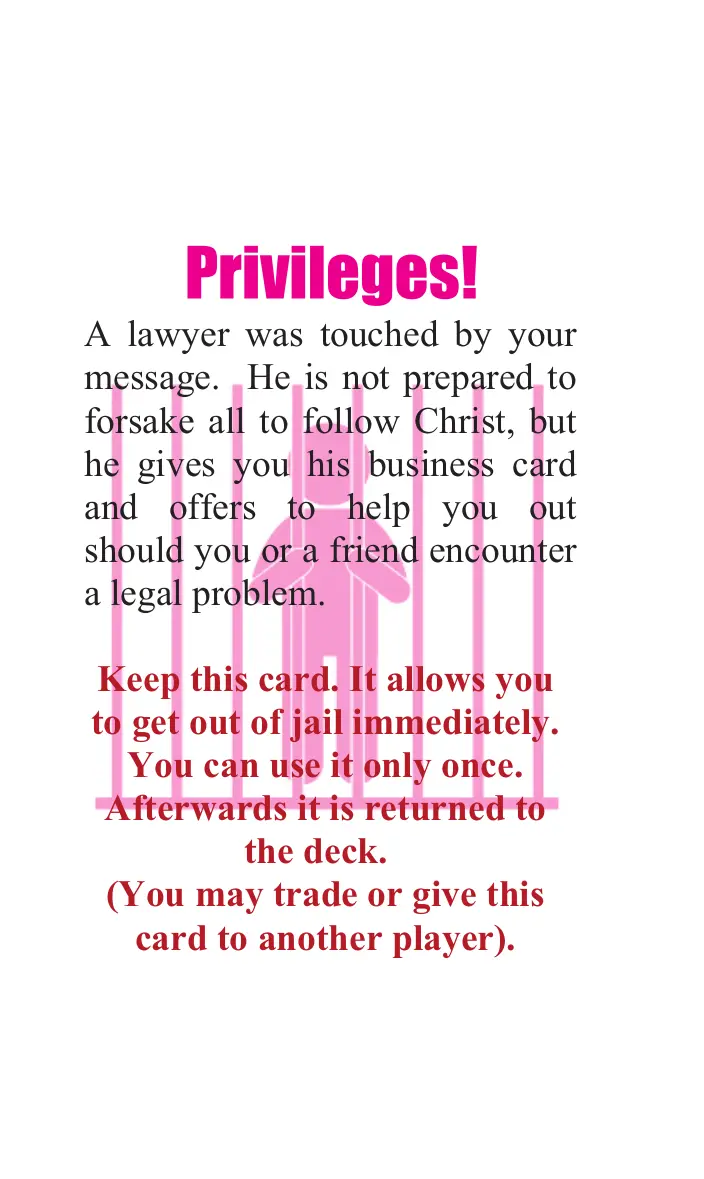 Privileges!
A lawyer was touched by your
message.  He is not prepared to
forsake all to follow Christ, but
he gives you his business card
and offers to help you out
should you or a friend encounter
a legal problem.
Keep this card. It allows you
to get out of jail immediately.
You can use it only once.
Afterwards it is returned to
the deck.
(You may trade or give this
card to another player).